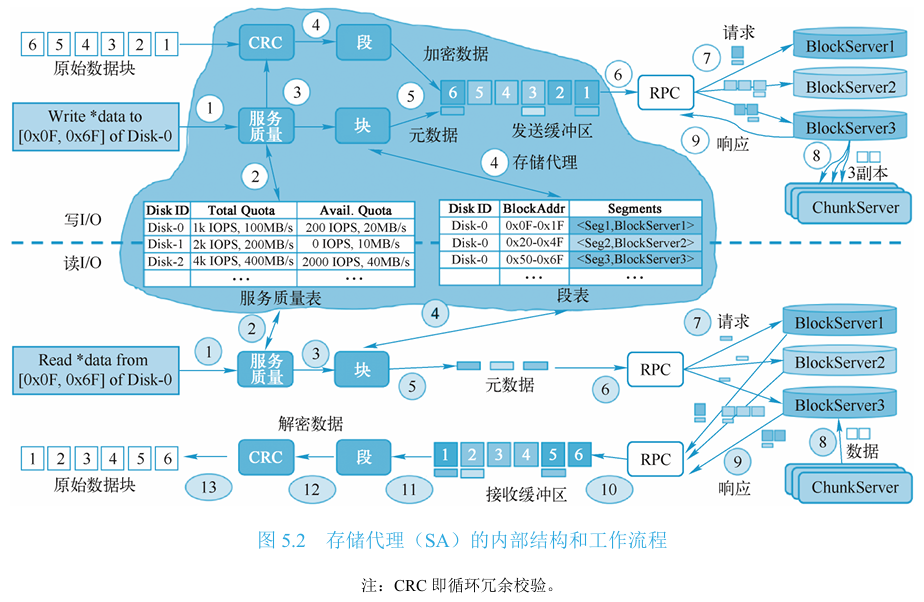 6 5 4 3 2 1
原始数据块
CRC
④
段
加密数据
Write *data to
[0x0F, 0x6F] of Disk-0
①
服务
质量
③
块
⑤
元数据
6 5 4 3 2 1
发送缓冲区
⑥
RPC
⑦
请求
BlockServer1
BlockServer2
BlockServer3
⑨
响应
⑧
3副本
ChunkServer
②
④
存储代理
写I/O
读I/O
Disk ID Total Quota Avail. Quota
Disk-0 1k IOPS, 100MB/s 200 IOPS, 20MB/s
Disk-1 2k IOPS, 200MB/s 0 IOPS, 10MB/s
Disk-2 4k IOPS, 400MB/s 2000 IOPS, 40MB/s
… …
服务质量表
Disk ID BlockAddr Segments
Disk-0 0x0F-0x1F <Seg1,BlockServer1>
Disk-0 0x20-0x4F <Seg2,BlockServer2>
Disk-0 0x50-0x6F <Seg3,BlockServer3>
… …
段表
Read *data from
[0x0F, 0x6F] of Disk-0
①
②
服务
质量
③
块
④
⑤
元数据
⑥
RPC
⑦
请求
BlockServer1
BlockServer2
BlockServer3
⑧
数据
ChunkServer
⑨
响应
1 2 3 4 5 6
原始数据块
⑬
CRC
解密数据
⑫
段
⑪
1 2 3 4 5 6
接收缓冲区
⑩
RPC
图 5.2 存储代理（SA）的内部结构和工作流程
注：CRC 即循环冗余校验。